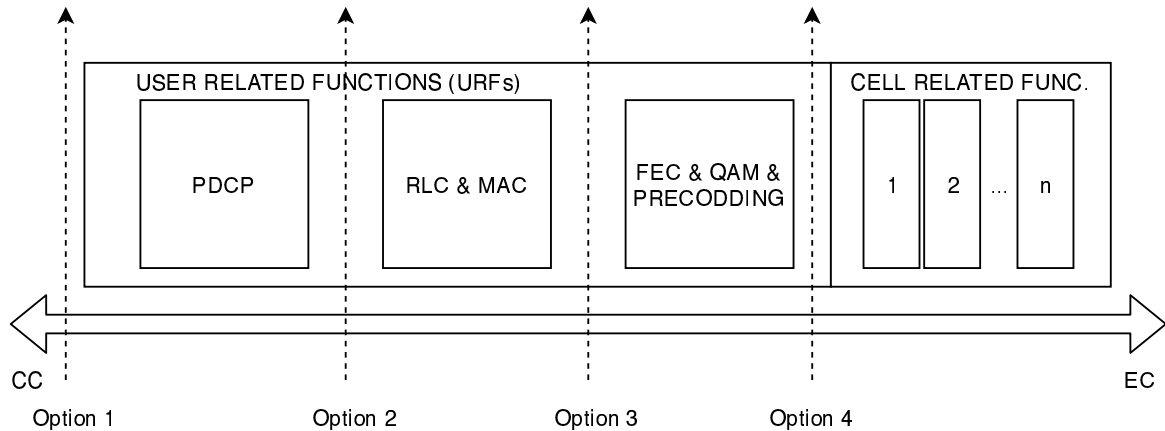 USER RELATED FUNCTIONS (URFs)
CELL RELATED FUNC.
PDCP
RLC & MAC
FEC & QAM &
PRECODDING
1
2
...
n
CC
EC
Option 1
Option 2
Option 3
Option 4